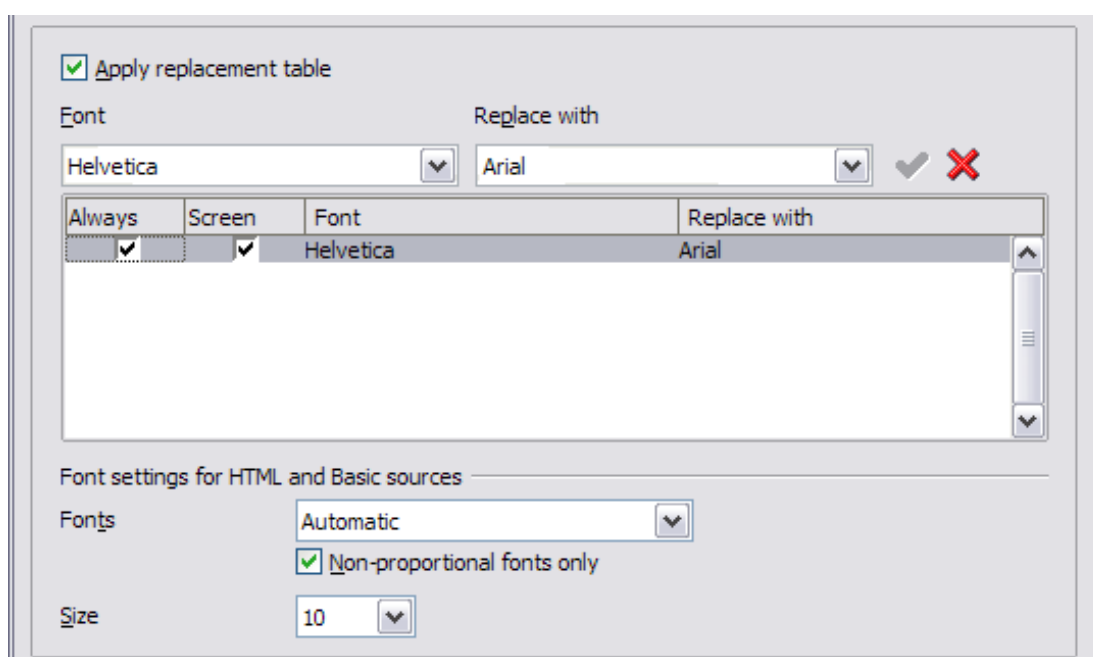 Apply replacement table
Font Replace with
Helvetica Arial
Always Screen Font Replace with
Helvetica Arial
Font settings for HTML and Basic sources
Fonts Automatic
Non-proportional fonts only
Size 10